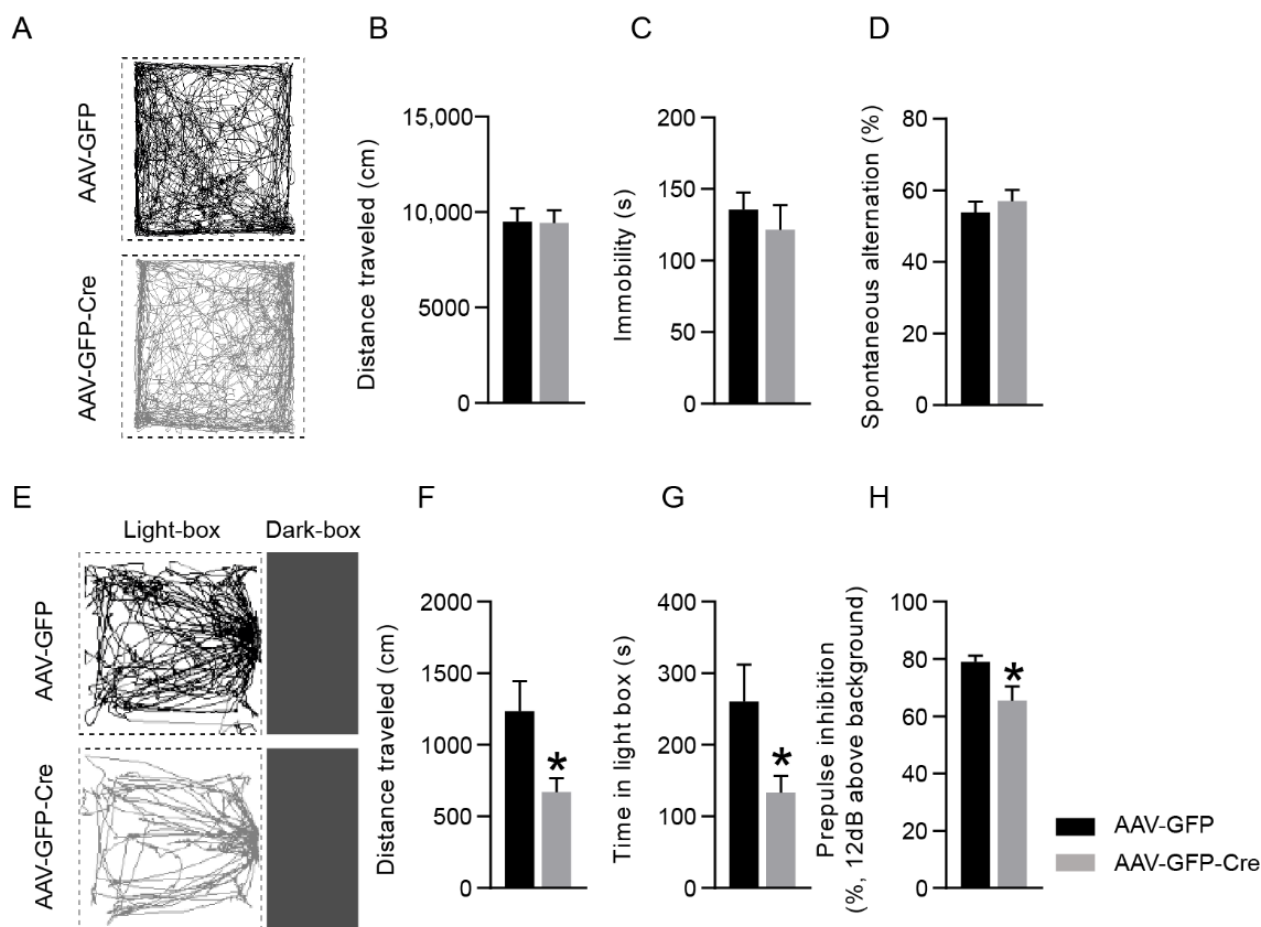 A
AAV-GFP
AAV-GFP-Cre
B
Distance traveled (cm)
15,000
10,000
5000
0
C
Immobility (s)
200
150
100
50
0
D
Spontaneous alternation (%)
80
60
40
20
0
E
Light-box
Dark-box
AAV-GFP
AAV-GFP-Cre
F
Distance traveled (cm)
2000
1500
1000
500
0
*
G
Time in light box (s)
400
300
200
100
0
*
H
Prepulse inhibition
(%, 12dB above background)
100
80
60
40
20
0
*
AAV-GFP
AAV-GFP-Cre